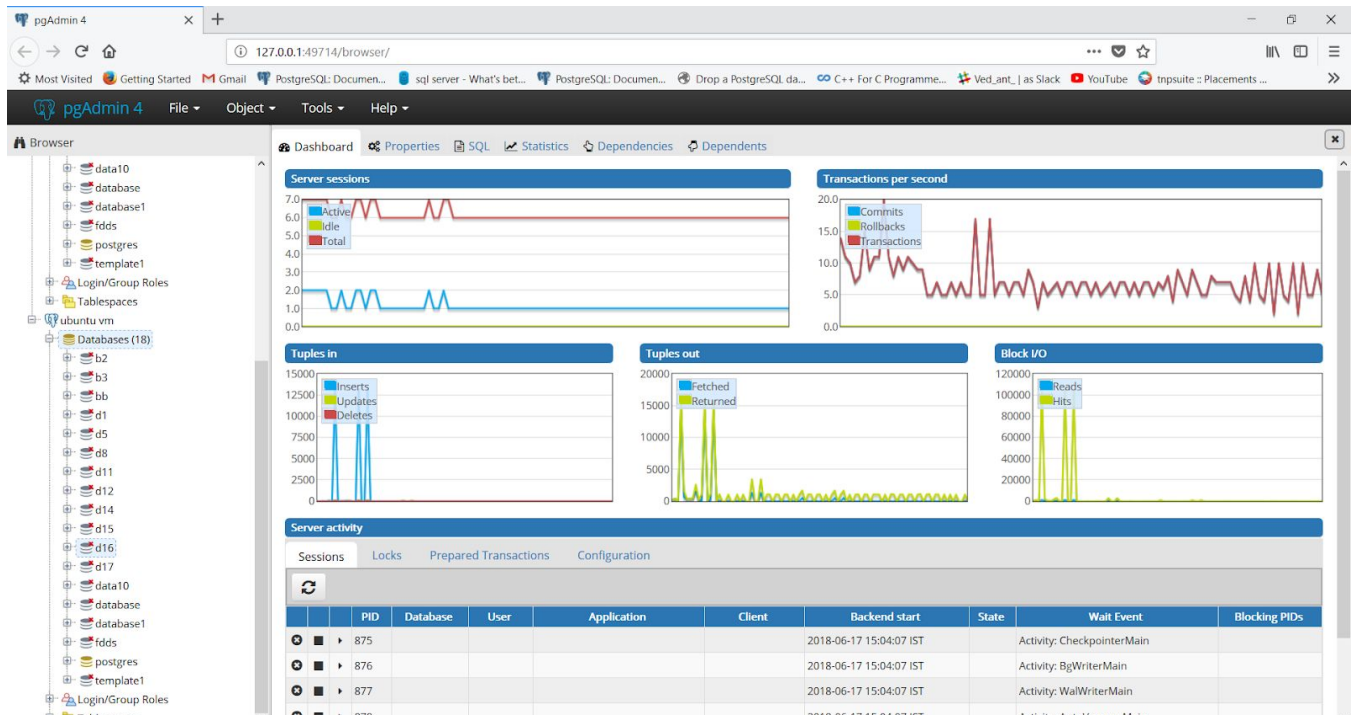 pgAdmin 4
127.0.0.1:49714/browser/
Most Visited Getting Started Gmail PostgreSQL: Documen... sql server - What's bet... PostgreSQL: Documen... Drop a PostgreSQL da... C++ For C Programme... Ved_ant_| as Slack YouTube tnpsuite :: Placements ...
pgAdmin 4 File Object Tools Help
Browser
Dashboard Properties SQL Statistics Dependencies Dependents
data10
database
database1
fdds
postgres
template1
Login/Group Roles
Tablespaces
ubuntu vm
Databases (18)
b2
b3
bb
d1
d5
d8
d11
d12
d14
d15
d16
d17
data10
database
database1
fdds
postgres
template1
Login/Group Roles
Server sessions
7.0
6.0
5.0
4.0
3.0
2.0
1.0
0.0
Active
Idle
Total
Transactions per second
20.0
15.0
10.0
5.0
0.0
Commits
Rollbacks
Transactions
Tuples in
15000
12500
10000
7500
5000
2500
0
Inserts
Updates
Deletes
Tuples out
20000
15000
10000
5000
0
Fetched
Returned
Block I/O
120000
100000
80000
60000
40000
20000
0
Reads
Hits
Server activity
Sessions Locks Prepared Transactions Configuration
PID Database User Application Client Backend start State Wait Event Blocking PIDs
875 2018-06-17 15:04:07 IST Activity: CheckpointerMain
876 2018-06-17 15:04:07 IST Activity: BgWriterMain
877 2018-06-17 15:04:07 IST Activity: WalWriterMain